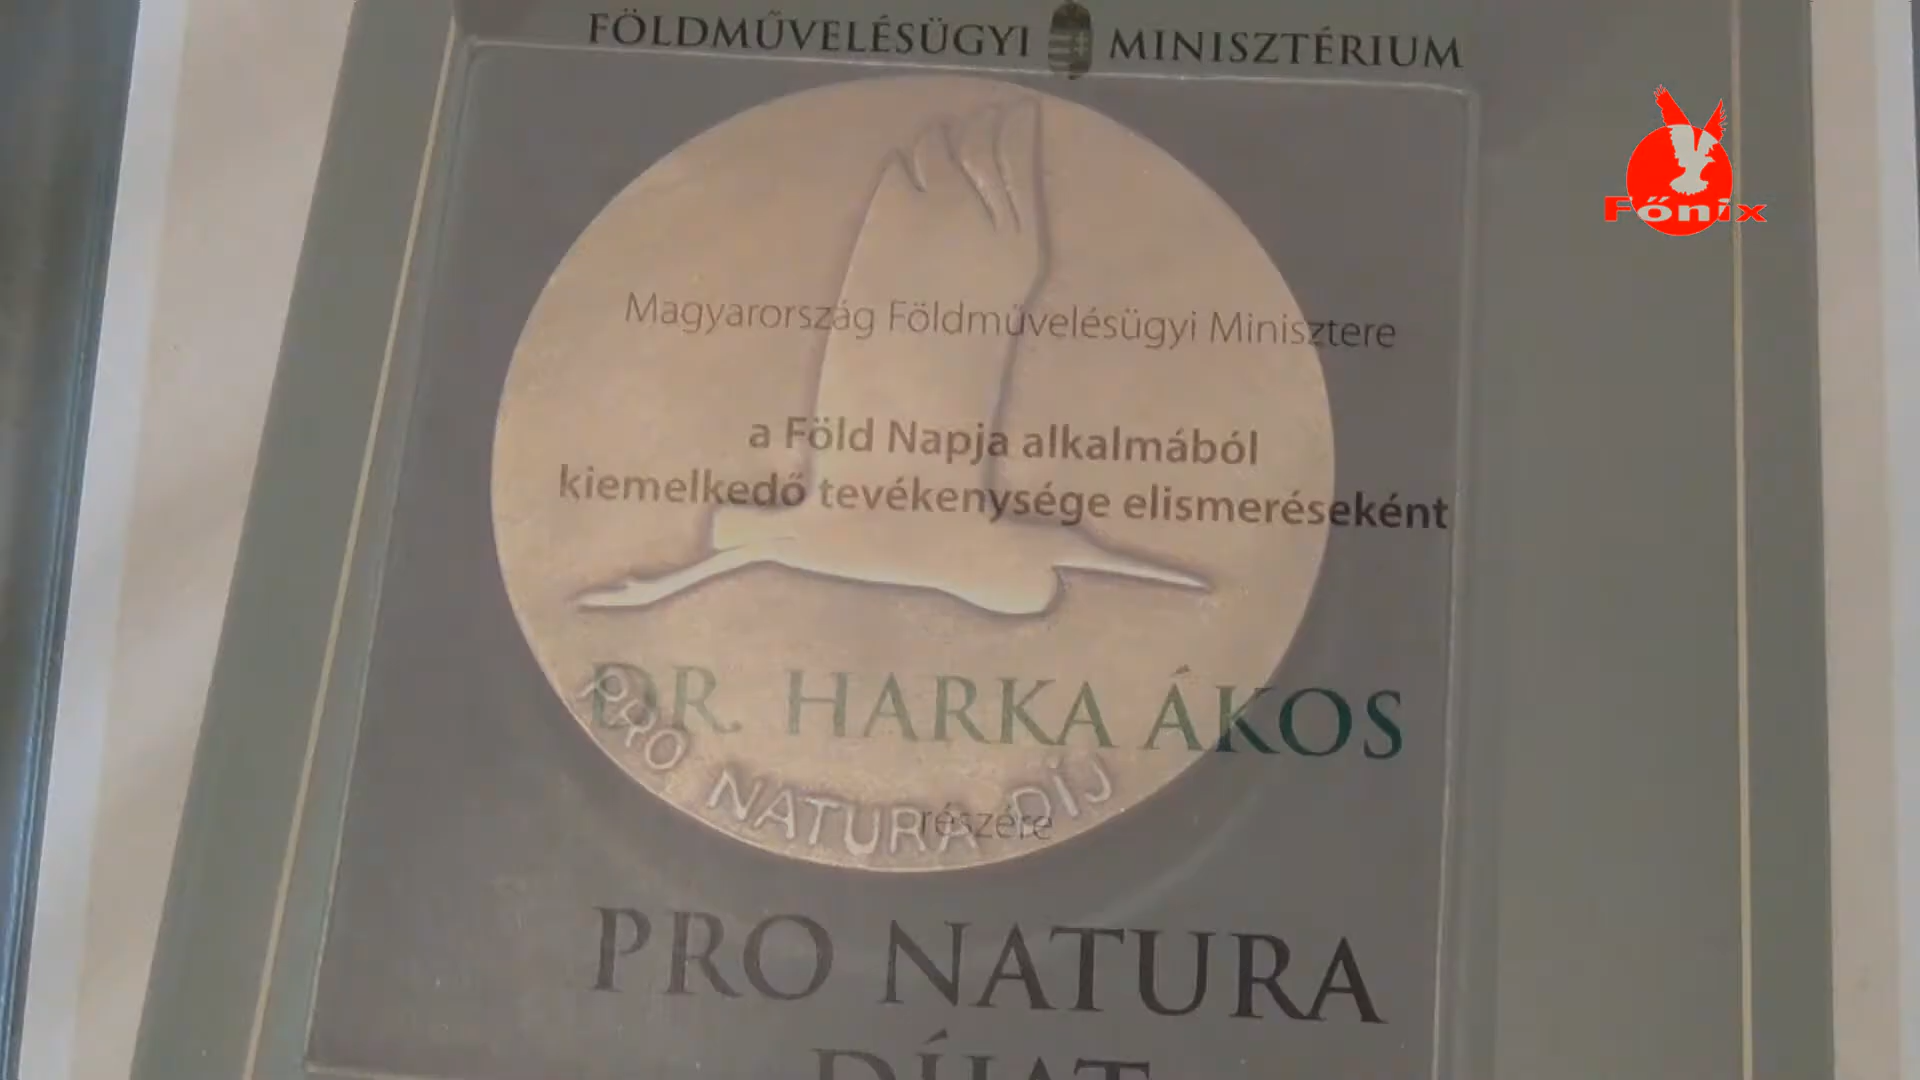 FÖLDMŰVELÉSÜGYI MINISZTÉRIUM
Főnix
Magyarország Földművelésügyi Minisztere
a Föld Napja alkalmából
kiemelkedő tevékenysége elismeréseként
DR. HARKA ÁKOS
PRO NATURA DÍJ
részére
PRO NATURA
DÍJAT